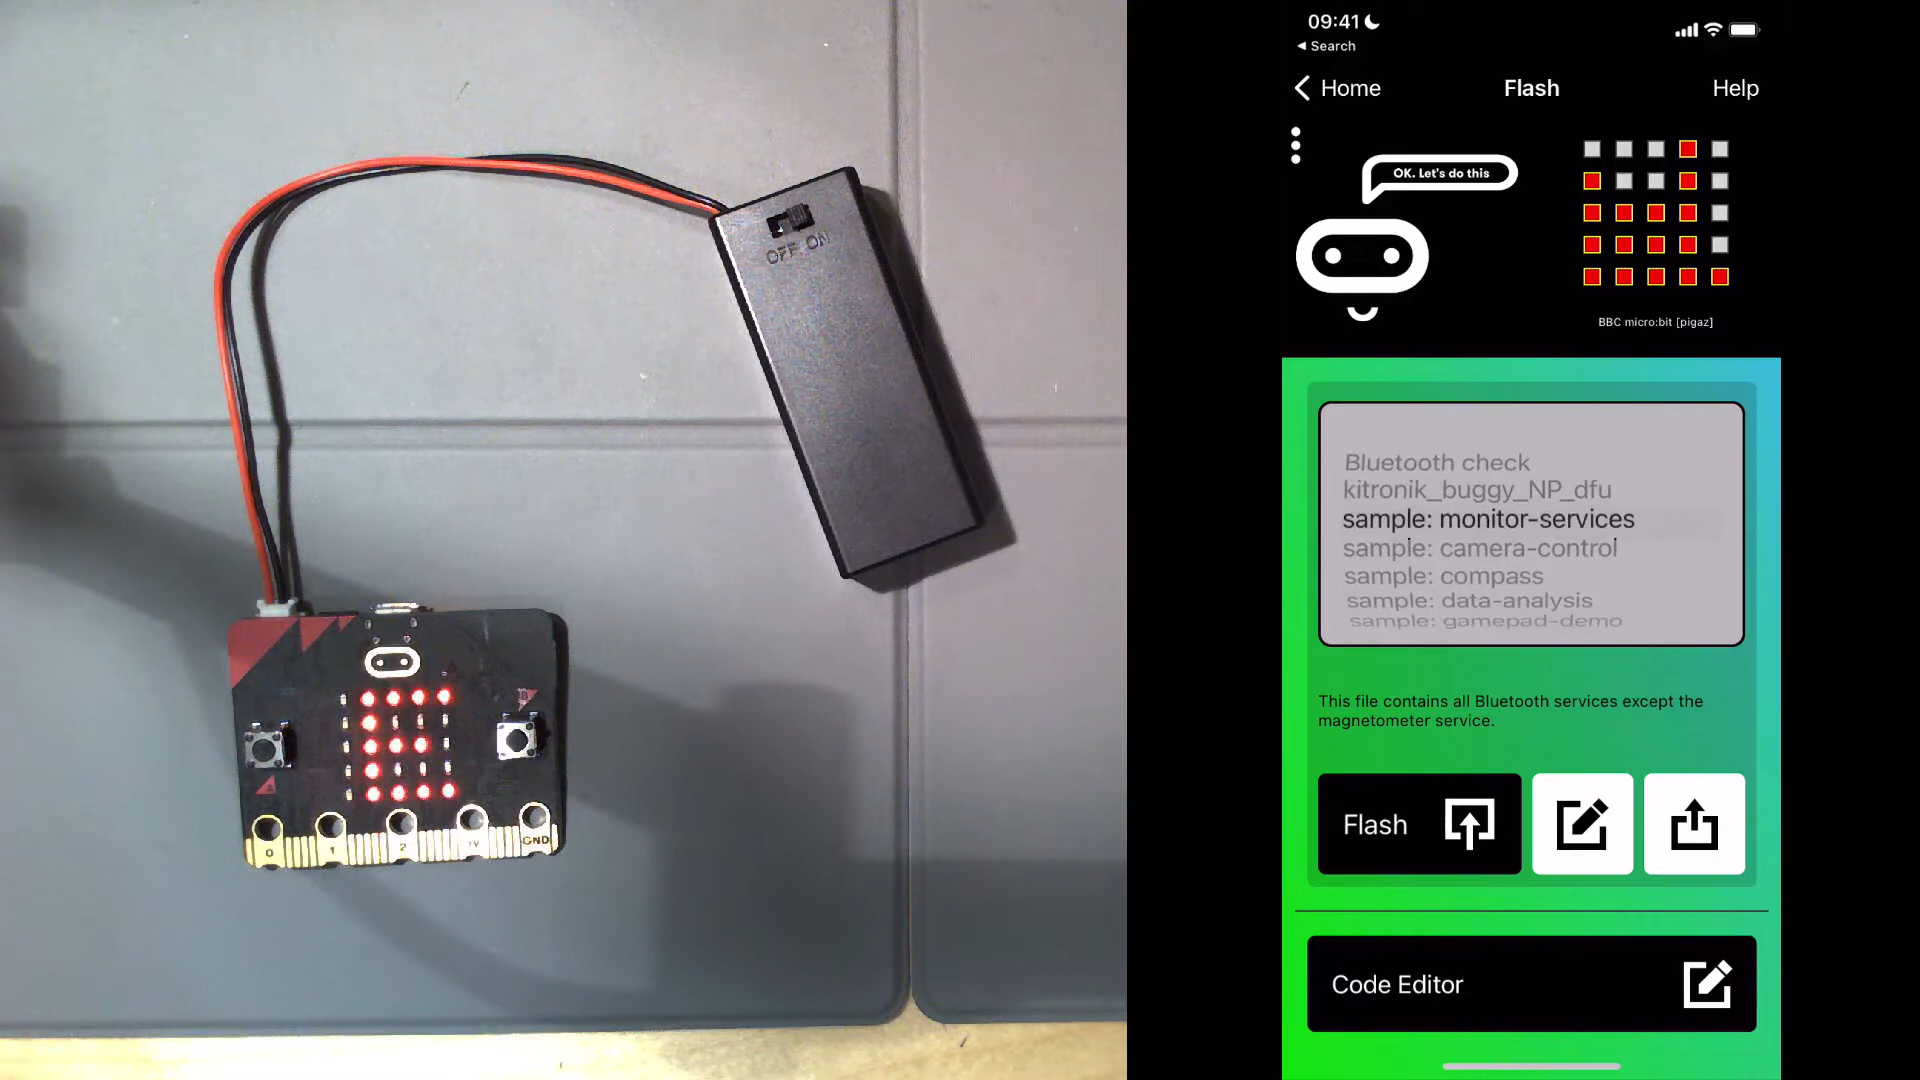 OFF ON
0 1 2 3V GND
09:41
Search
Home
Flash
Help
OK. Let's do this
BBC micro:bit [pigaz]
Bluetooth check
kitronik_buggy_NP_dfu
sample: monitor-services
sample: camera-control
sample: compass
sample: data-analysis
sample: gamepad-demo
This file contains all Bluetooth services except the
magnetometer service.
Flash
Code Editor